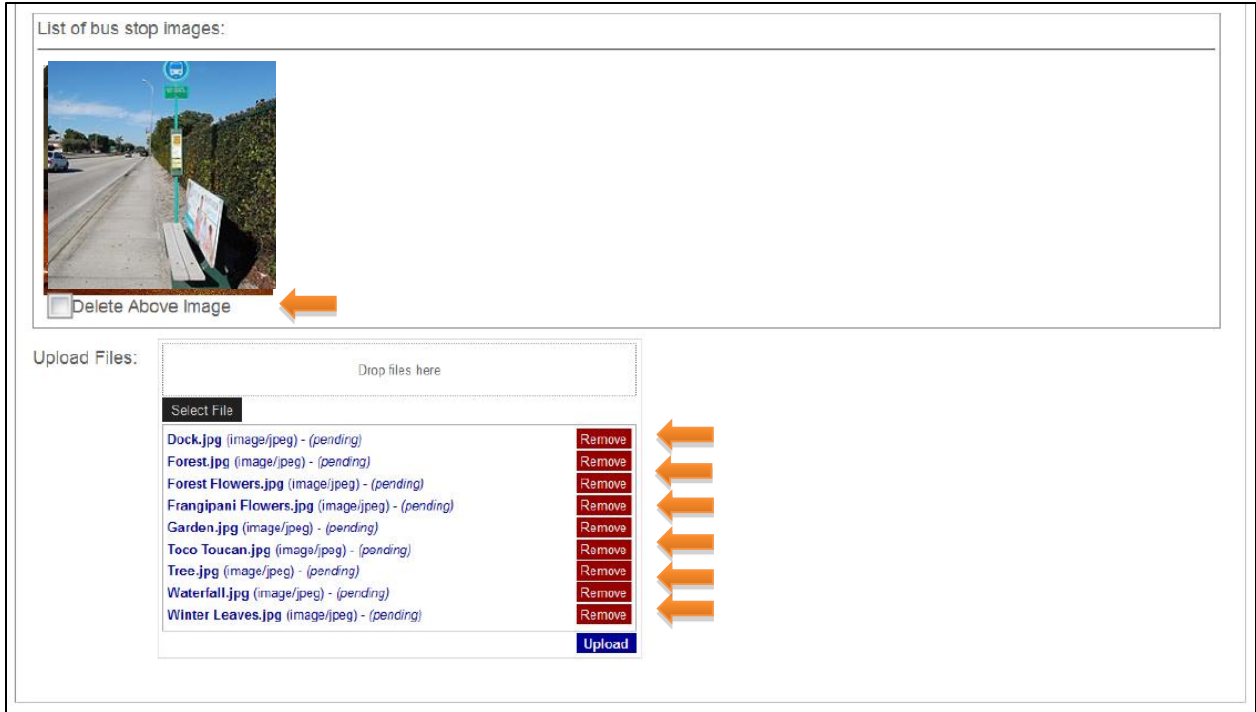 List of bus stop images:
Delete Above Image
Upload Files:
Drop files here
Select File
Dock.jpg (image/jpeg) - (pending) Remove
Forest.jpg (image/jpeg) - (pending) Remove
Forest Flowers.jpg (image/jpeg) - (pending) Remove
Frangipani Flowers.jpg (image/jpeg) - (pending) Remove
Garden.jpg (image/jpeg) - (pending) Remove
Toco Toucan.jpg (image/jpeg) - (pending) Remove
Tree.jpg (image/jpeg) - (pending) Remove
Waterfall.jpg (image/jpeg) - (pending) Remove
Winter Leaves.jpg (image/jpeg) - (pending) Remove
Upload